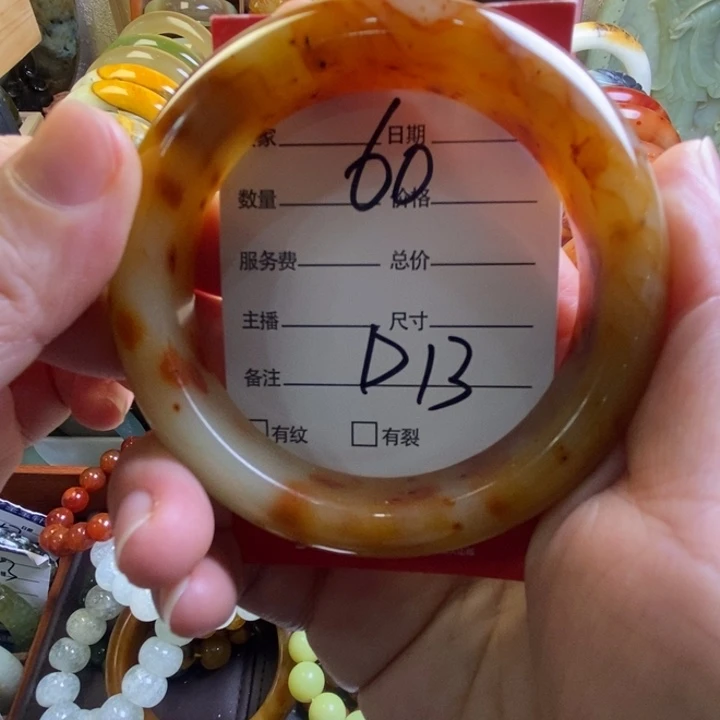 家 日期
60
数量 价格
服务费 总价
主播 尺寸
D13
备注
有纹 有裂